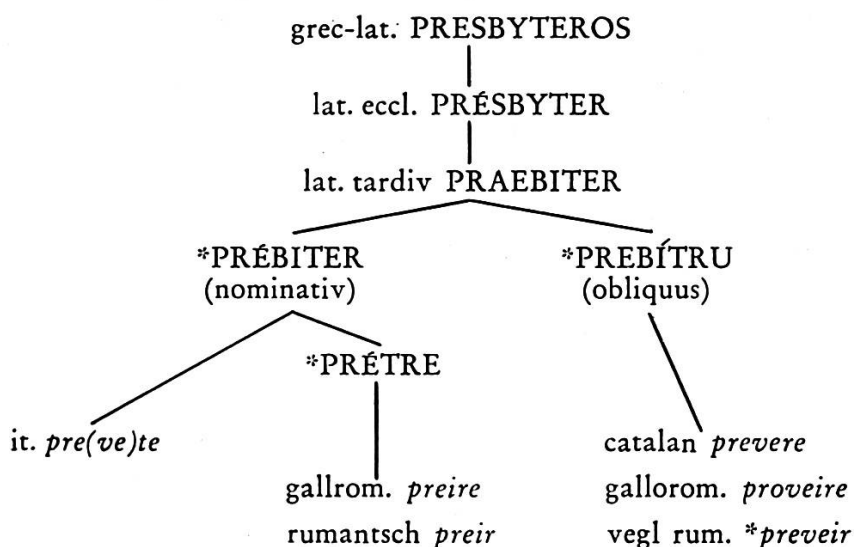 grec-lat. PRESBYTEROS
lat. eccl. PRÉSBYTER
lat. tardiv PRAEBITER
*PRÉBITER
(nominativ)
*PREBÍTRU
(obliquus)
*PRÉTRE
it. pre(ve)te
gallrom. preire
rumantsch preir
catalan prevere
gallorom. proveire
vegl rum. *preveir